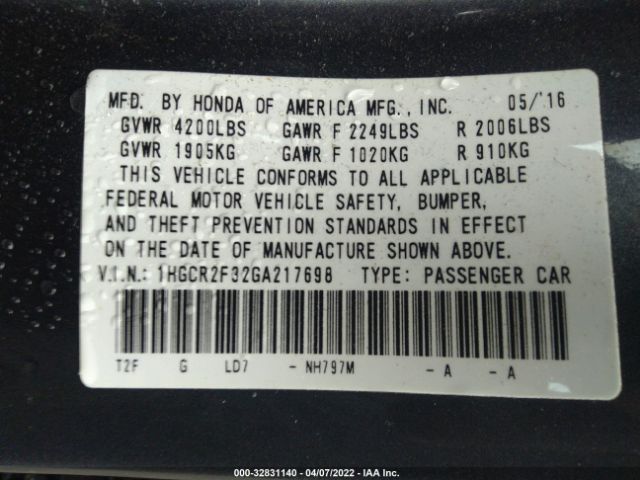 MFD. BY HONDA OF AMERICA MFG., INC. 05/'16
GVWR 4200LBS GAWR F 2249LBS R 2006LBS
GVWR 1905KG GAWR F 1020KG R 910KG
THIS VEHICLE CONFORMS TO ALL APPLICABLE
FEDERAL MOTOR VEHICLE SAFETY, BUMPER,
AND THEFT PREVENTION STANDARDS IN EFFECT
ON THE DATE OF MANUFACTURE SHOWN ABOVE.
V.I.N.: 1HGCR2F32GA217698 TYPE: PASSENGER CAR
T2F G LD7 - NH797M - A - A
000-32831140 - 04/07/2022 - IAAI.COM